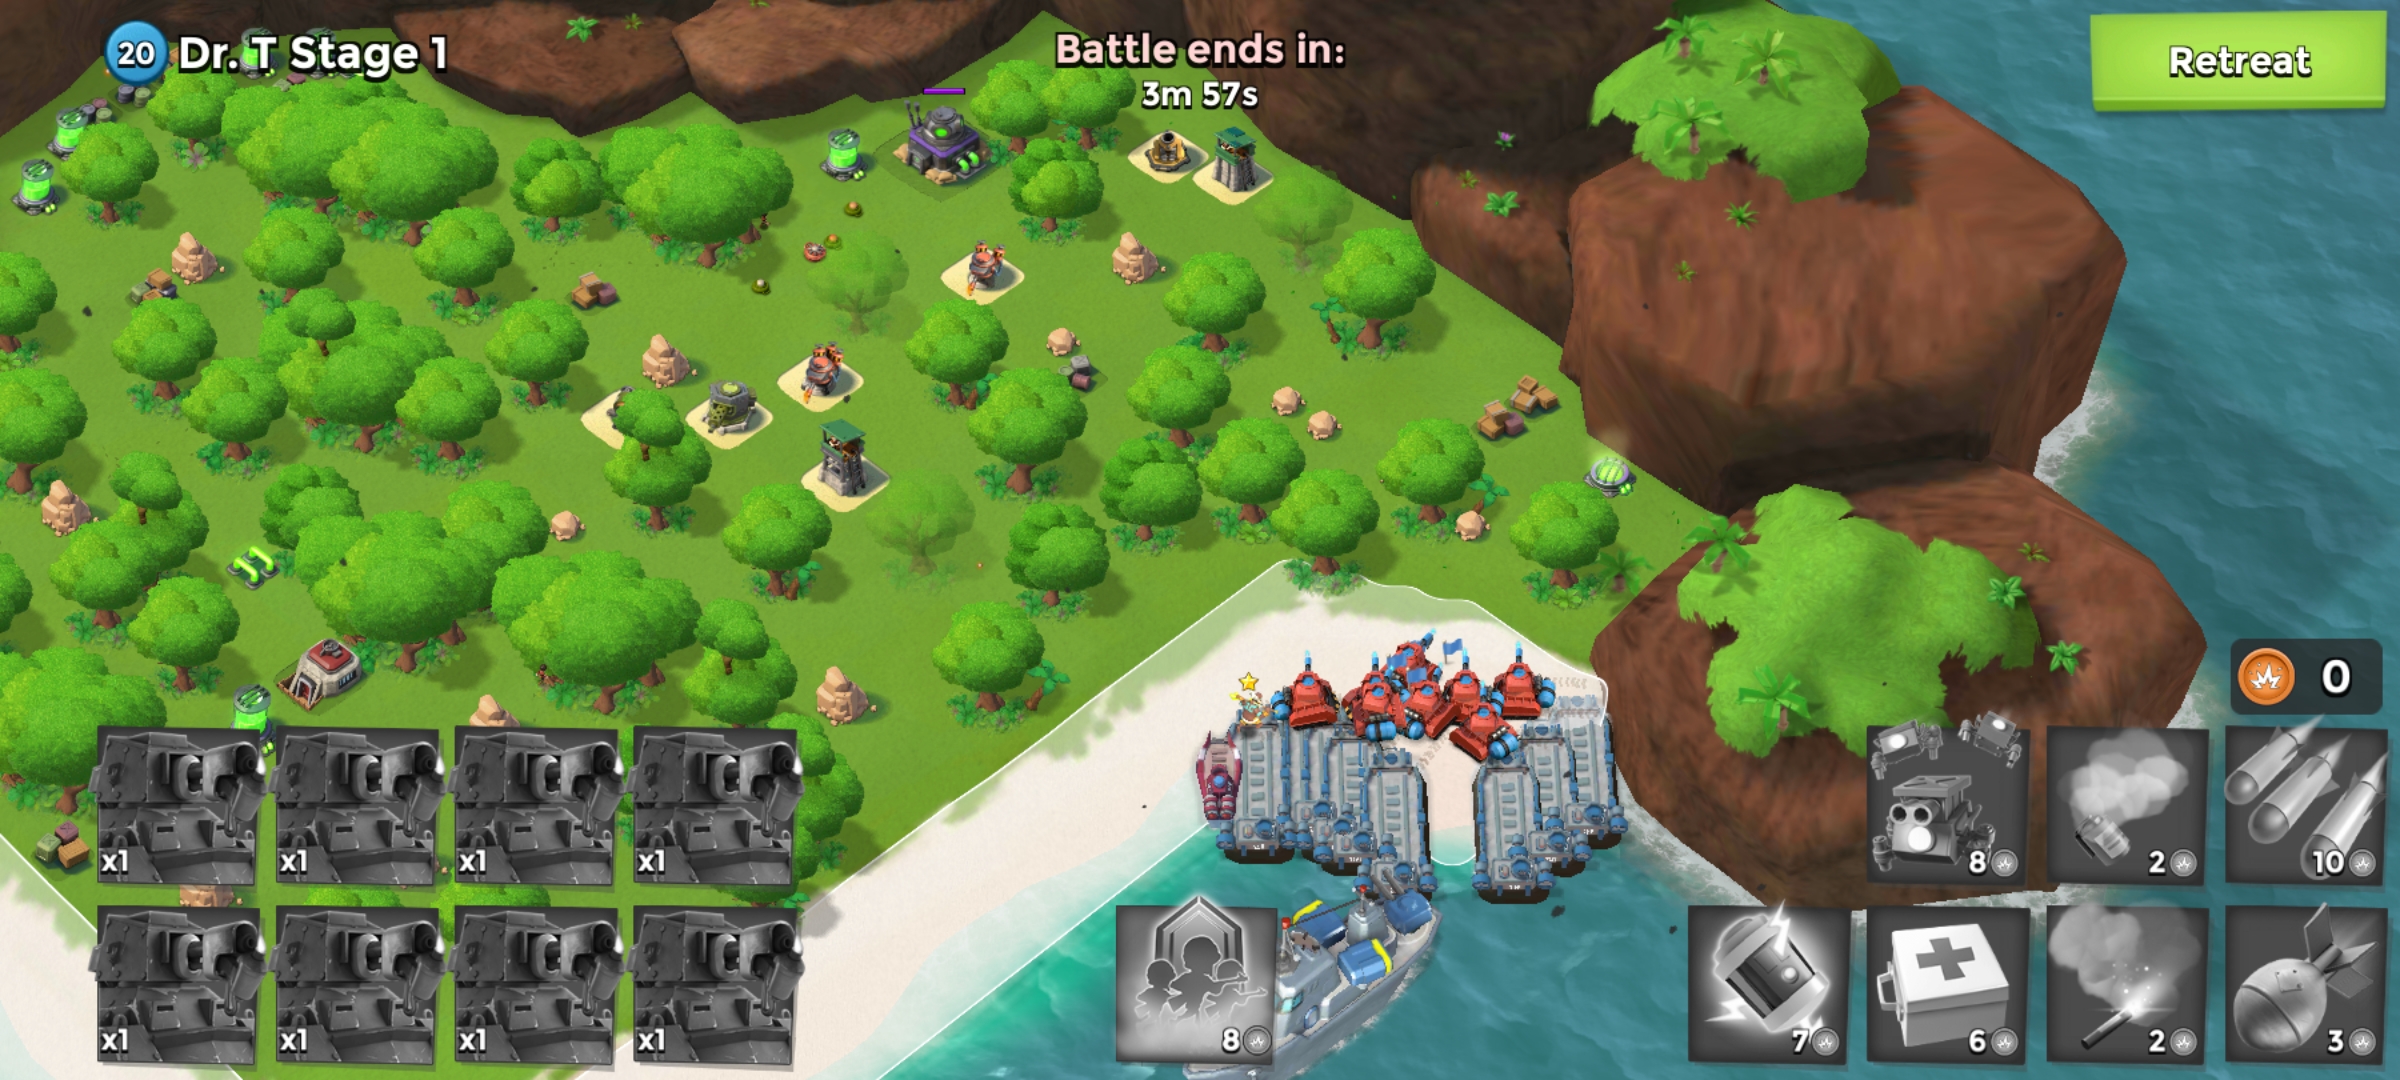 20 Dr. T Stage 1
Battle ends in:
3m 57s
Retreat
0
8 2 10
x1 x1 x1 x1
x1 x1 x1 x1
8 7 6 2 3